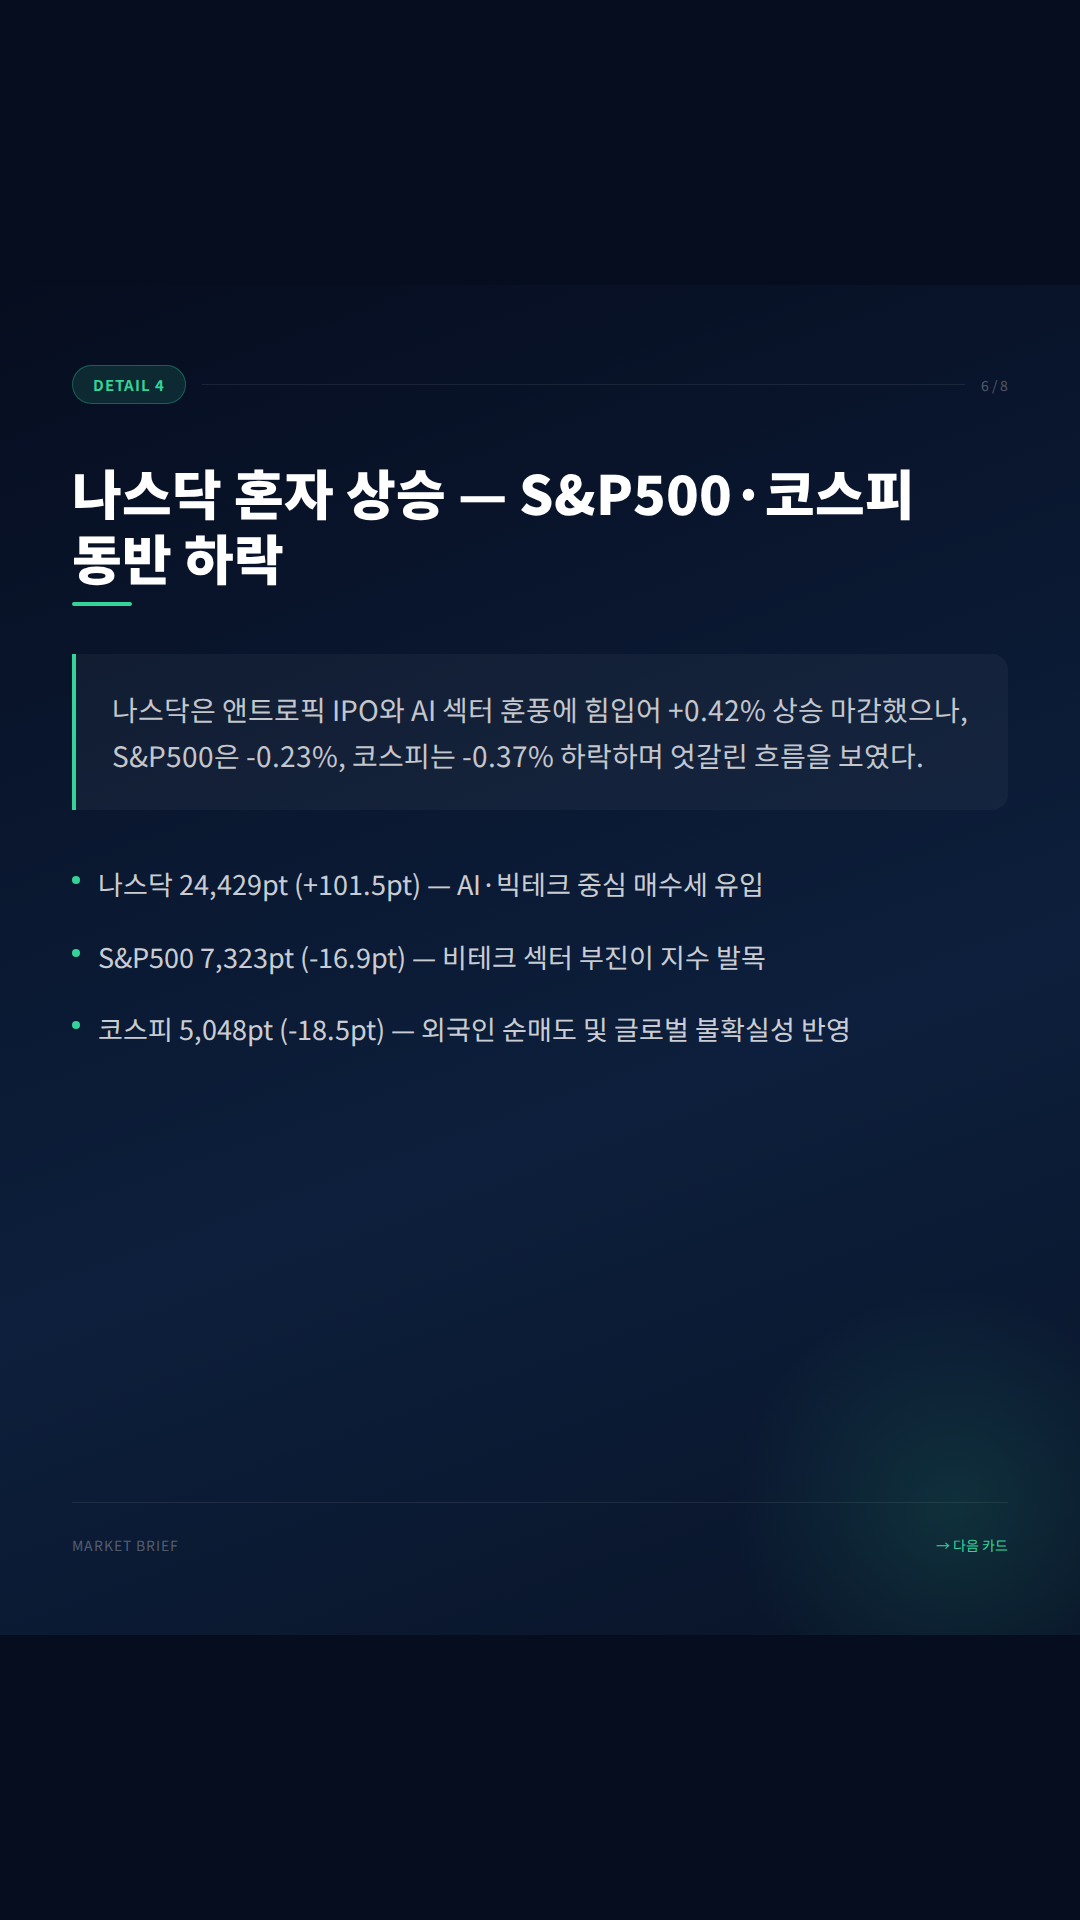 DETAIL 4
6 / 8
나스닥 혼자 상승 — S&P500·코스피
동반 하락
나스닥은 앤트로픽 IPO와 AI 섹터 훈풍에 힘입어 +0.42% 상승 마감했으나,
S&P500은 -0.23%, 코스피는 -0.37% 하락하며 엇갈린 흐름을 보였다.
• 나스닥 24,429pt (+101.5pt) — AI·빅테크 중심 매수세 유입
• S&P500 7,323pt (-16.9pt) — 비테크 섹터 부진이 지수 발목
• 코스피 5,048pt (-18.5pt) — 외국인 순매도 및 글로벌 불확실성 반영
MARKET BRIEF
→ 다음 카드